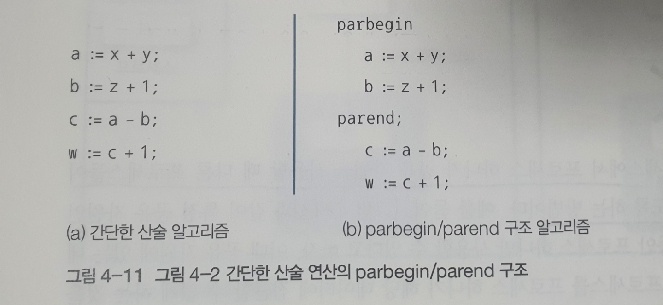 a := x + y;
b := z + 1;
c := a - b;
w := c + 1;
(a) 간단한 산술 알고리즘
parbegin
a := x + y;
b := z + 1;
parend;
c := a - b;
w := c + 1;
(b) parbegin/parend 구조 알고리즘
그림 4-11 그림 4-2 간단한 산술 연산의 parbegin/parend 구조